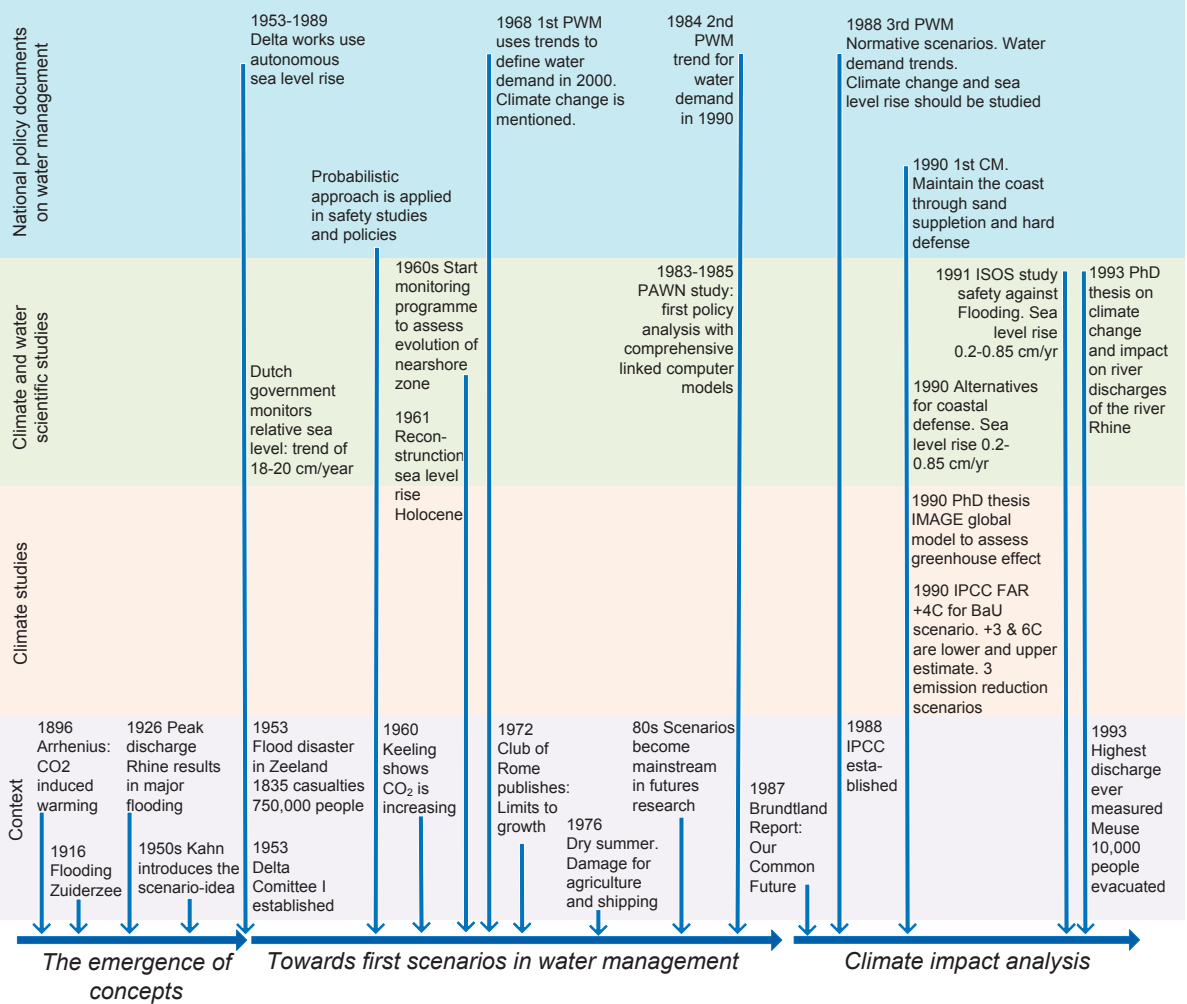 National policy documents
on water management
1953-1989
Delta works use
autonomous
sea level rise
Probabilistic
approach is applied
in safety studies
and policies
1968 1st PWM
uses trends to
define water
demand in 2000.
Climate change is
mentioned.
1984 2nd
PWM
trend for
water
demand
in 1990
1988 3rd PWM
Normative scenarios. Water
demand trends.
Climate change and sea
level rise should be studied
1990 1st CM.
Maintain the coast
through sand
suppletion and hard
defense
Climate and water
scientific studies
Dutch
government
monitors
relative sea
level: trend of
18-20 cm/year
1960s Start
monitoring
programme
to assess
evolution of
nearshore
zone
1961
Recon-
strunction
sea level
rise
Holocene
1983-1985
PAWN study:
first policy
analysis with
comprehensive
linked computer
models
1991 ISOS study
safety against
Flooding. Sea
level rise
0.2-0.85 cm/yr
1990 Alternatives
for coastal
defense. Sea
level rise 0.2-
0.85 cm/yr
1993 PhD
thesis on
climate
change
and impact
on river
discharges
of the river
Rhine
Climate studies
1990 PhD thesis
IMAGE global
model to assess
greenhouse effect
1990 IPCC FAR
+4C for BaU
scenario. +3 & 6C
are lower and upper
estimate. 3
emission reduction
scenarios
Context
1896
Arrhenius:
CO2
induced
warming
1916
Flooding
Zuiderzee
1926 Peak
discharge
Rhine results
in major
flooding
1950s Kahn
introduces the
scenario-idea
1953
Flood disaster
in Zeeland
1835 casualties
750,000 people
1953
Delta
Comittee I
established
1960
Keeling
shows
CO₂ is
increasing
1972
Club of
Rome
publishes:
Limits to
growth
1976
Dry summer.
Damage for
agriculture
and shipping
80s Scenarios
become
mainstream
in futures
research
1987
Brundtland
Report:
Our
Common
Future
1988
IPCC
esta-
blished
1993
Highest
discharge
ever
measured
Meuse
10,000
people
evacuated
The emergence of
concepts
Towards first scenarios in water management
Climate impact analysis